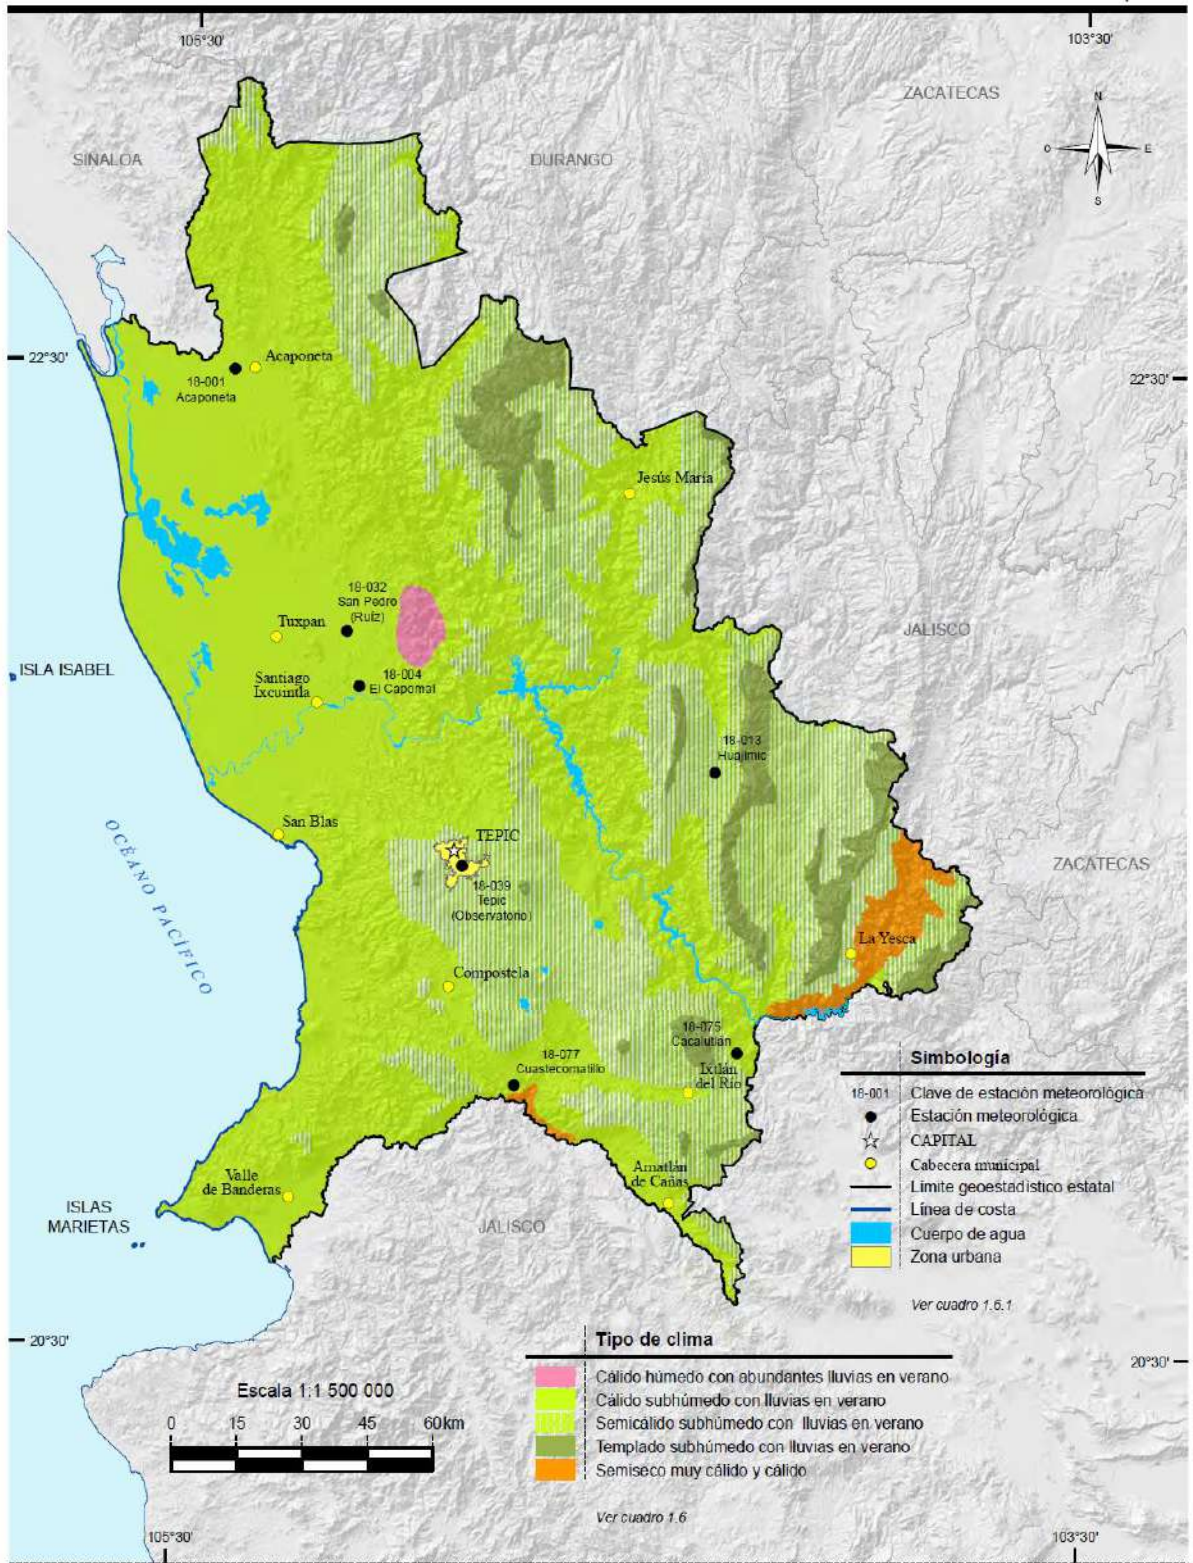 105°30'
103°30'
ZACATECAS
N
O
E
S
SINALOA
DURANGO
22°30'
22°30'
Acaponeta
18-001
Acaponeta
Jesús María
18-032
San Pedro
(Ruíz)
Tuxpan
JALISCO
ISLA ISABEL
Santiago
Ixcuintla
18-004
El Capomal
18-013
Huajimic
San Blas
TEPIC
OCÉANO PACÍFICO
ZACATECAS
18-039
Tepic
(Observatorio)
La Yesca
Compostela
18-075
Cacalután
18-077
Cuastecomatillo
Ixtlán
del Río
Valle
de Banderas
Amatlán
de Cañas
ISLAS
MARIETAS
JALISCO
Simbología
18-001 Clave de estación meteorológica
Estación meteorológica
CAPITAL
Cabecera municipal
Límite geoestadístico estatal
Línea de costa
Cuerpo de agua
Zona urbana
Ver cuadro 1.6.1
20°30'
20°30'
Tipo de clima
Cálido húmedo con abundantes lluvias en verano
Cálido subhúmedo con lluvias en verano
Semicálido subhúmedo con lluvias en verano
Templado subhúmedo con lluvias en verano
Semiseco muy cálido y cálido
Ver cuadro 1.6
Escala 1:1 500 000
0 15 30 45 60km
105°30'
103°30'